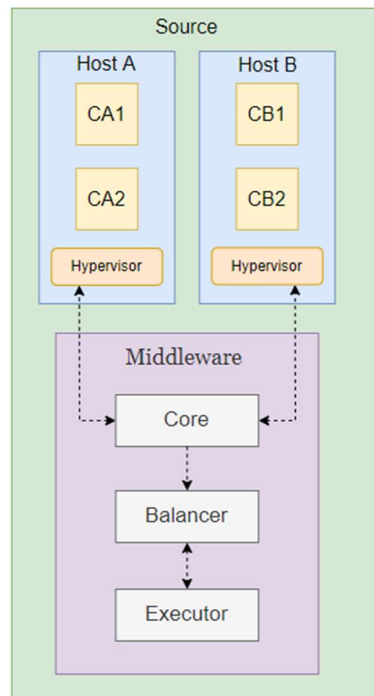 Source
Host A
Host B
CA1
CB1
CA2
CB2
Hypervisor
Hypervisor
Middleware
Core
Balancer
Executor